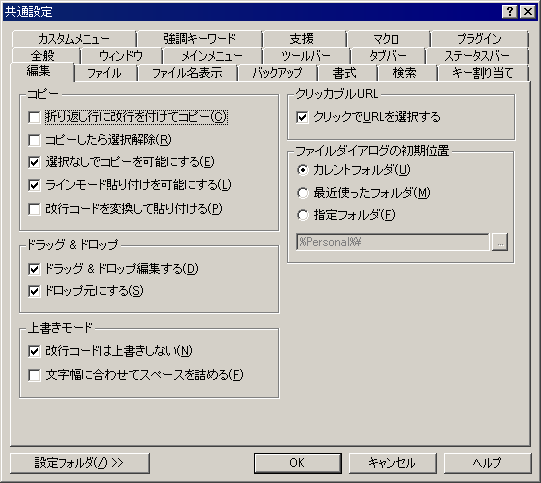 共通設定
カスタムメニュー 強調キーワード 支援 マクロ プラグイン
全般 ウィンドウ メインメニュー ツールバー タブバー ステータスバー
編集 ファイル ファイル名表示 バックアップ 書式 検索 キー割り当て
コピー
折り返し行に改行を付けてコピー(C)
コピーしたら選択解除(R)
選択なしでコピーを可能にする(E)
ラインモード貼り付けを可能にする(L)
改行コードを変換して貼り付ける(P)
ドラッグ & ドロップ
ドラッグ & ドロップ編集する(D)
ドロップ元にする(S)
上書きモード
改行コードは上書きしない(N)
文字幅に合わせてスペースを詰める(F)
クリッカブルURL
クリックでURLを選択する
ファイルダイアログの初期位置
カレントフォルダ(U)
最近使ったフォルダ(M)
指定フォルダ(F)
%Personal%¥ ...
設定フォルダ(/) >> OK キャンセル ヘルプ